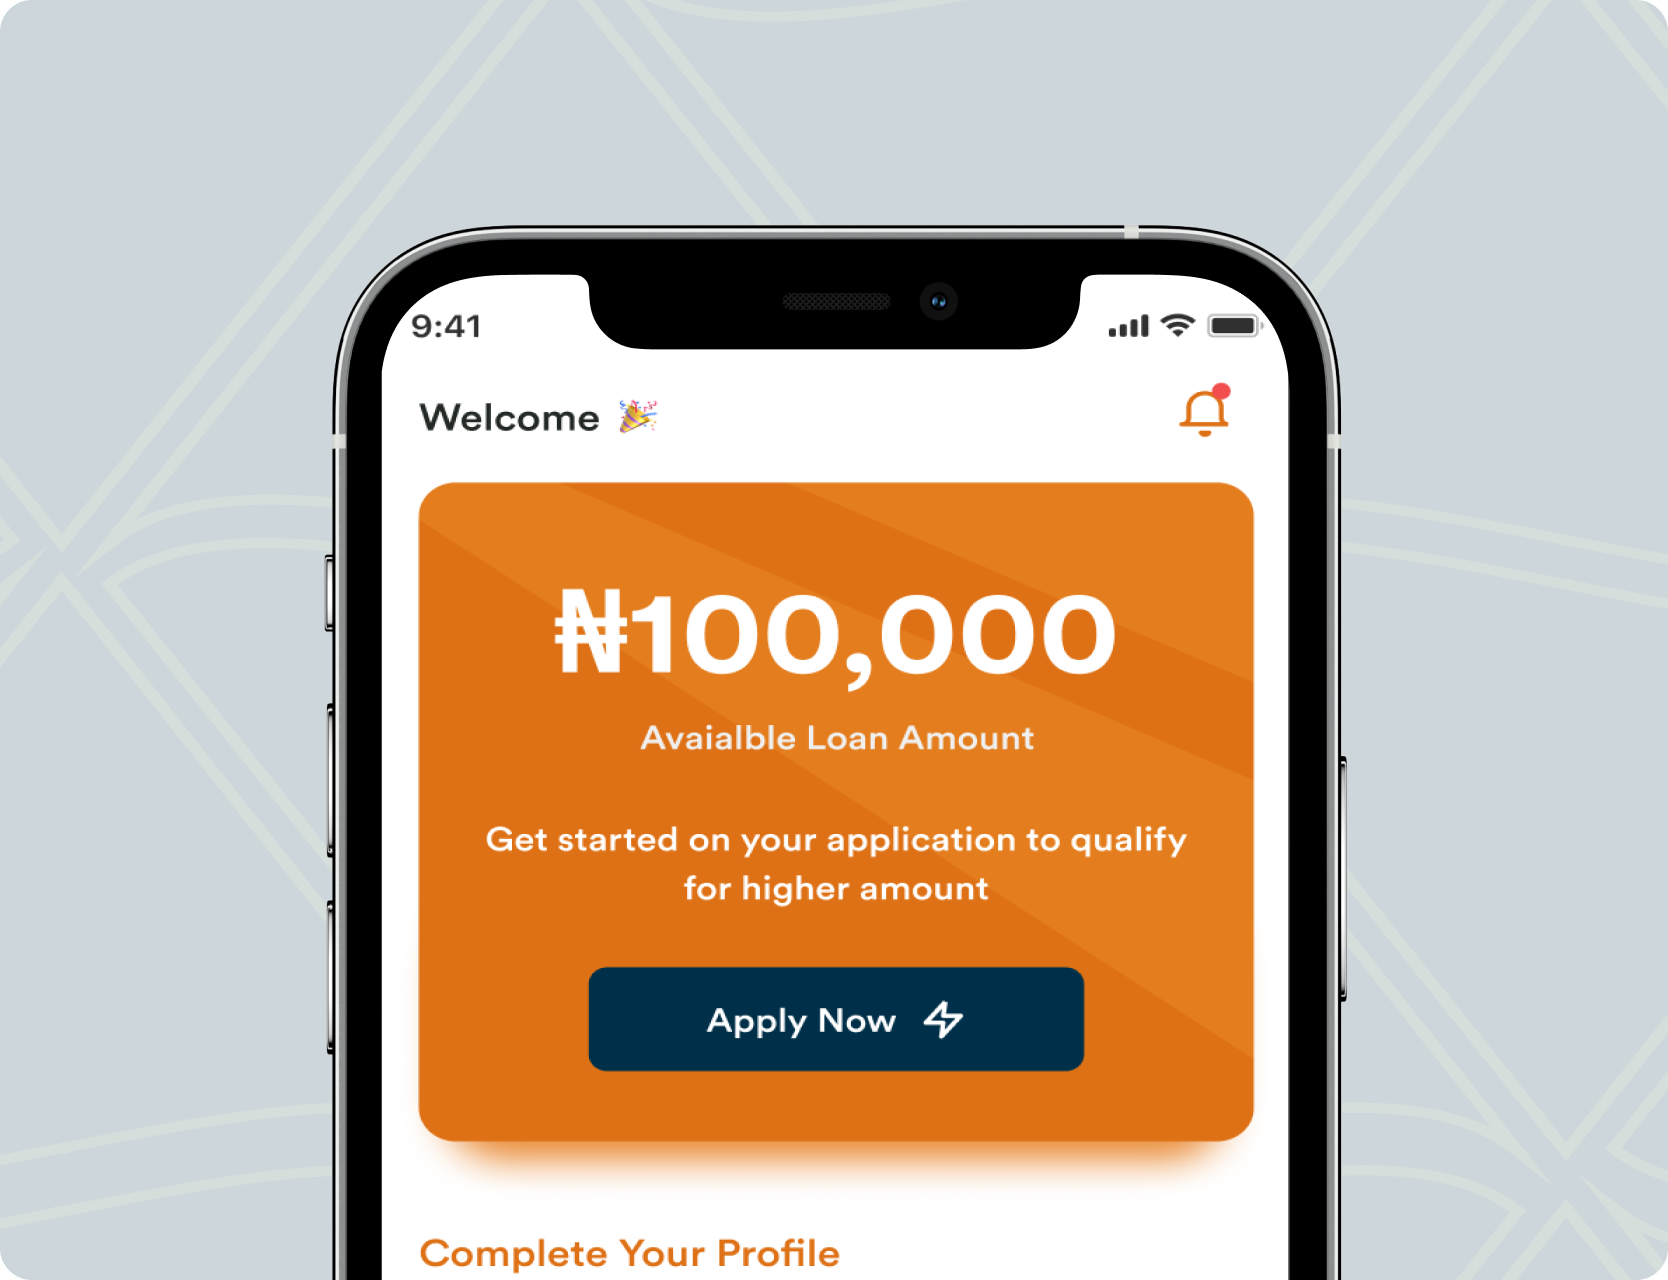 9:41
Welcome 🎉
₦100,000
Avaialble Loan Amount
Get started on your application to qualify
for higher amount
Apply Now
Complete Your Profile